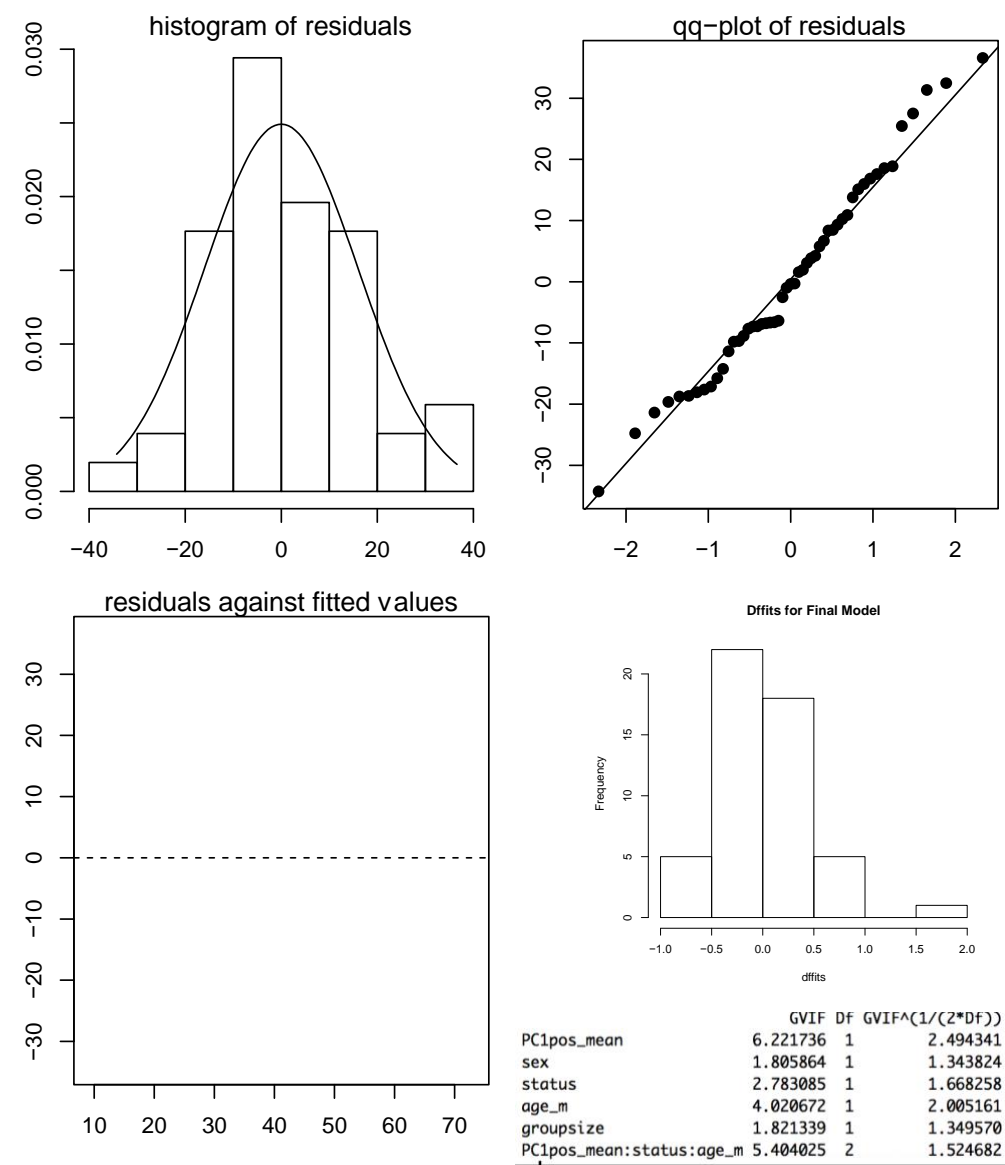 histogram of residuals
0.030
0.020
0.010
0.000
−40 −20 0 20 40
qq−plot of residuals
30
20
10
0
−10
−20
−30
−2 −1 0 1 2
residuals against fitted values
30
20
10
0
−10
−20
−30
10 20 30 40 50 60 70
Dffits for Final Model
Frequency
20
15
10
5
0
−1.0 −0.5 0.0 0.5 1.0 1.5 2.0
dffits
GVIF Df GVIF^(1/(2*Df))
PC1pos_mean 6.221736 1 2.494341
sex 1.805864 1 1.343824
status 2.783085 1 1.668258
age_m 4.020672 1 2.005161
groupsize 1.821339 1 1.349570
PC1pos_mean:status:age_m 5.404025 2 1.524682